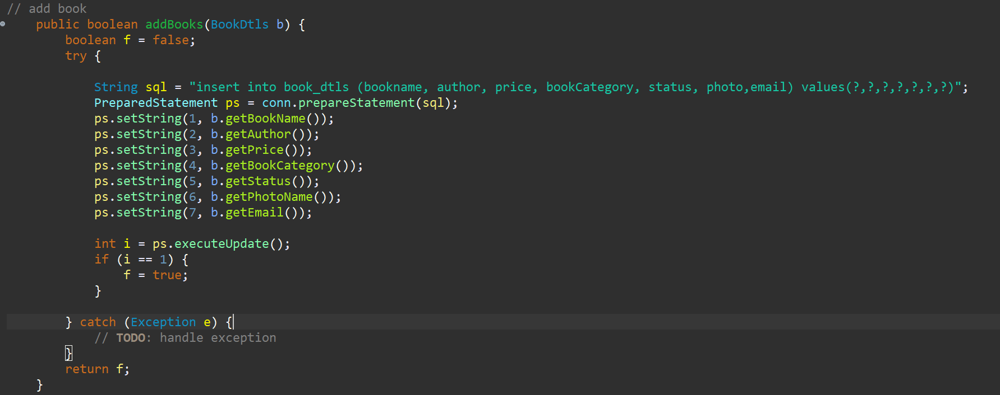 // add book
public boolean addBooks(BookDtls b) {
boolean f = false;
try {
String sql = "insert into book_dtls (bookname, author, price, bookCategory, status, photo,email) values(?,?,?,?,?,?,?)";
PreparedStatement ps = conn.prepareStatement(sql);
ps.setString(1, b.getBookName());
ps.setString(2, b.getAuthor());
ps.setString(3, b.getPrice());
ps.setString(4, b.getBookCategory());
ps.setString(5, b.getStatus());
ps.setString(6, b.getPhotoName());
ps.setString(7, b.getEmail());
int i = ps.executeUpdate();
if (i == 1) {
f = true;
}
} catch (Exception e) {
// TODO: handle exception
}
return f;
}